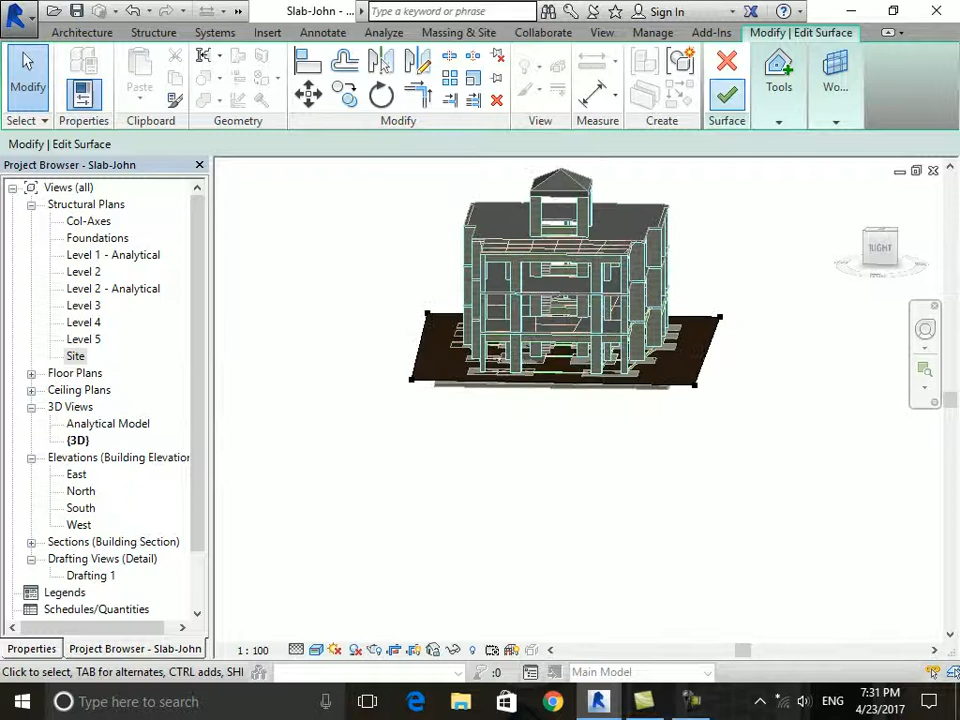 Slab-John - ...
Type a keyword or phrase
Sign In
Architecture
Structure
Systems
Insert
Annotate
Analyze
Massing & Site
Collaborate
View
Manage
Add-Ins
Modify | Edit Surface
Modify
Paste
Tools
Wo...
Select
Properties
Clipboard
Geometry
Modify
View
Measure
Create
Surface
Modify | Edit Surface
Project Browser - Slab-John
Views (all)
Structural Plans
Col-Axes
Foundations
Level 1 - Analytical
Level 2
Level 2 - Analytical
Level 3
Level 4
Level 5
Site
Floor Plans
Ceiling Plans
3D Views
Analytical Model
{3D}
Elevations (Building Elevation
East
North
South
West
Sections (Building Section)
Drafting Views (Detail)
Drafting 1
Legends
Schedules/Quantities
RIGHT
Properties
Project Browser - Slab-John
1 : 100
Click to select, TAB for alternates, CTRL adds, SHI
:0
Main Model
Type here to search
ENG
7:31 PM
4/23/2017